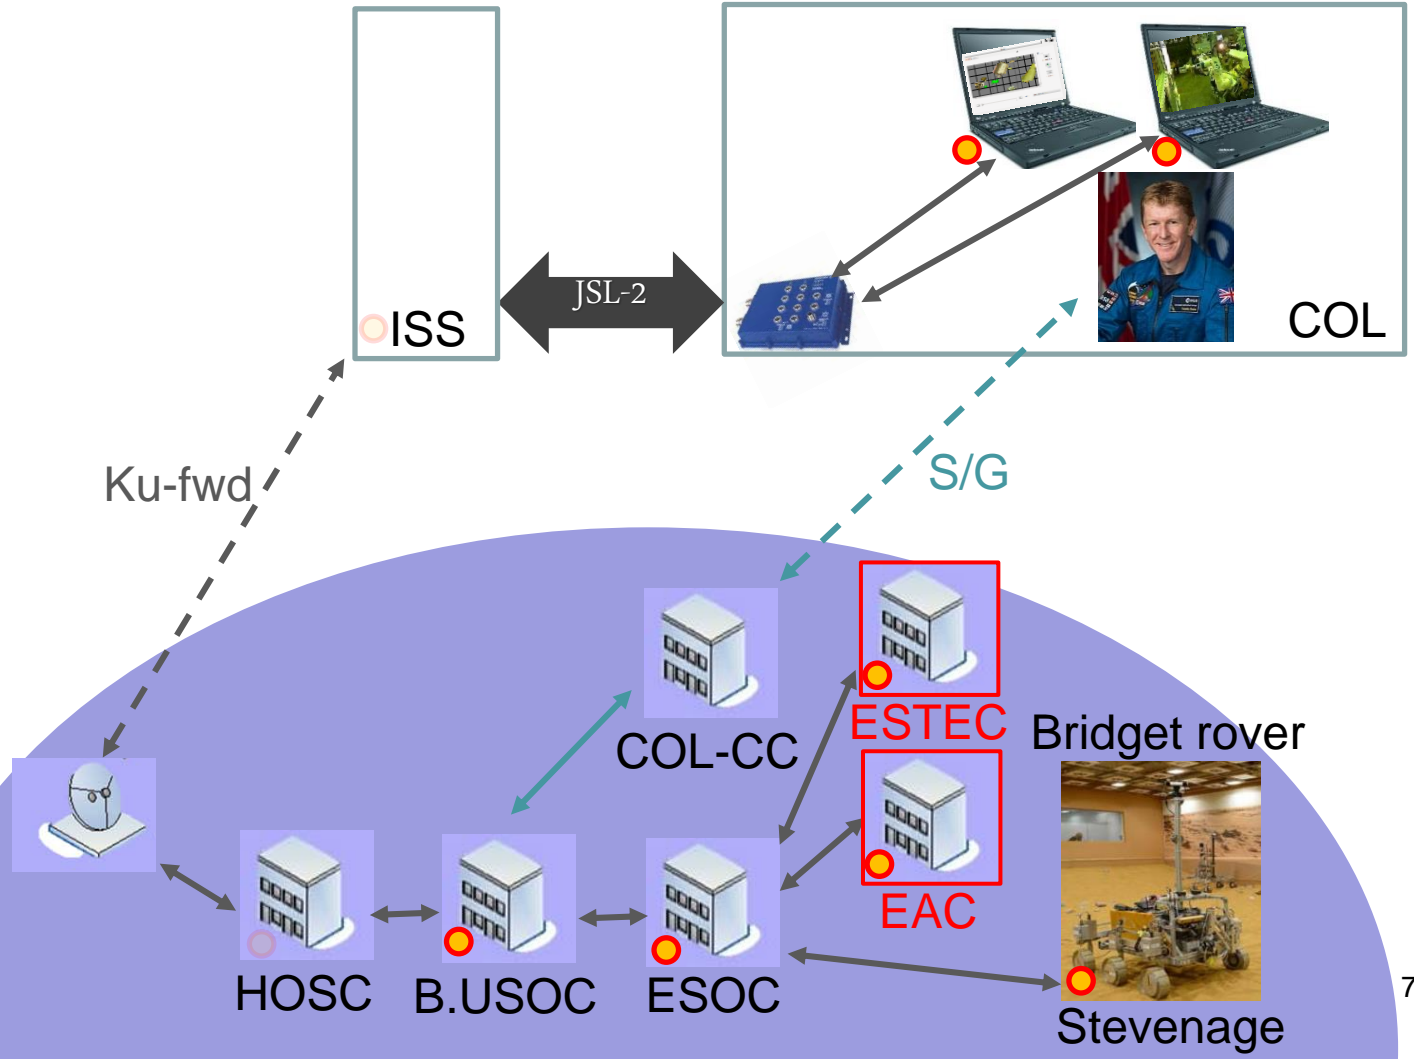 JSL-2
ISS
COL
Ku-fwd
S/G
ESTEC
Bridget rover
COL-CC
EAC
HOSC
B.USOC
ESOC
7
Stevenage